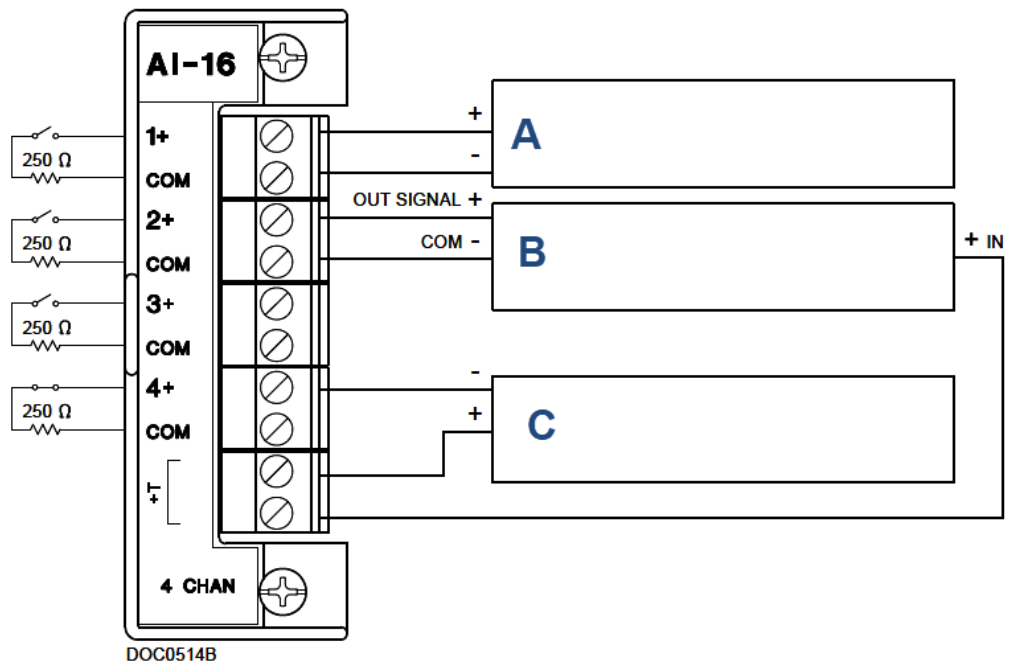 AI-16
1+
250 Ω
COM
2+
250 Ω
COM
3+
250 Ω
COM
4+
250 Ω
COM
+T
4 CHAN
DOC0514B
+
A
-
OUT SIGNAL +
COM -
B
+ IN
-
+
C